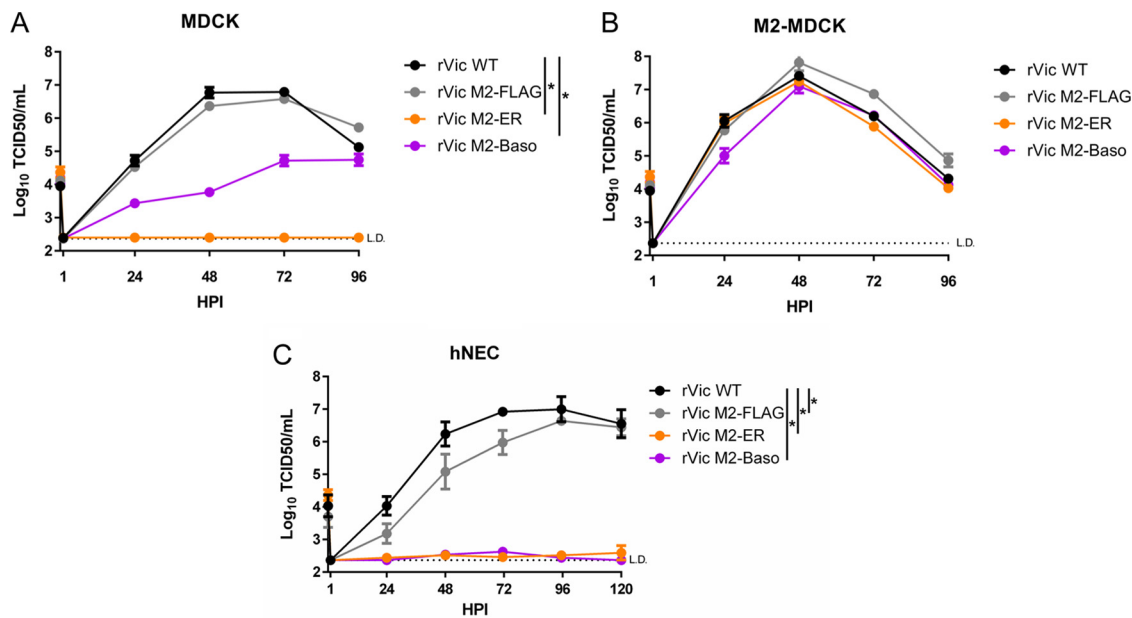 A
MDCK
Log10 TCID50/mL
8
7
6
5
4
3
2
L.D.
1 24 48 72 96
HPI
rVic WT
rVic M2-FLAG
rVic M2-ER
rVic M2-Baso
*
*
B
M2-MDCK
Log10 TCID50/mL
8
7
6
5
4
3
2
L.D.
1 24 48 72 96
HPI
rVic WT
rVic M2-FLAG
rVic M2-ER
rVic M2-Baso
C
hNEC
Log10 TCID50/mL
8
7
6
5
4
3
2
L.D.
1 24 48 72 96 120
HPI
rVic WT
rVic M2-FLAG
rVic M2-ER
rVic M2-Baso
*
*
*